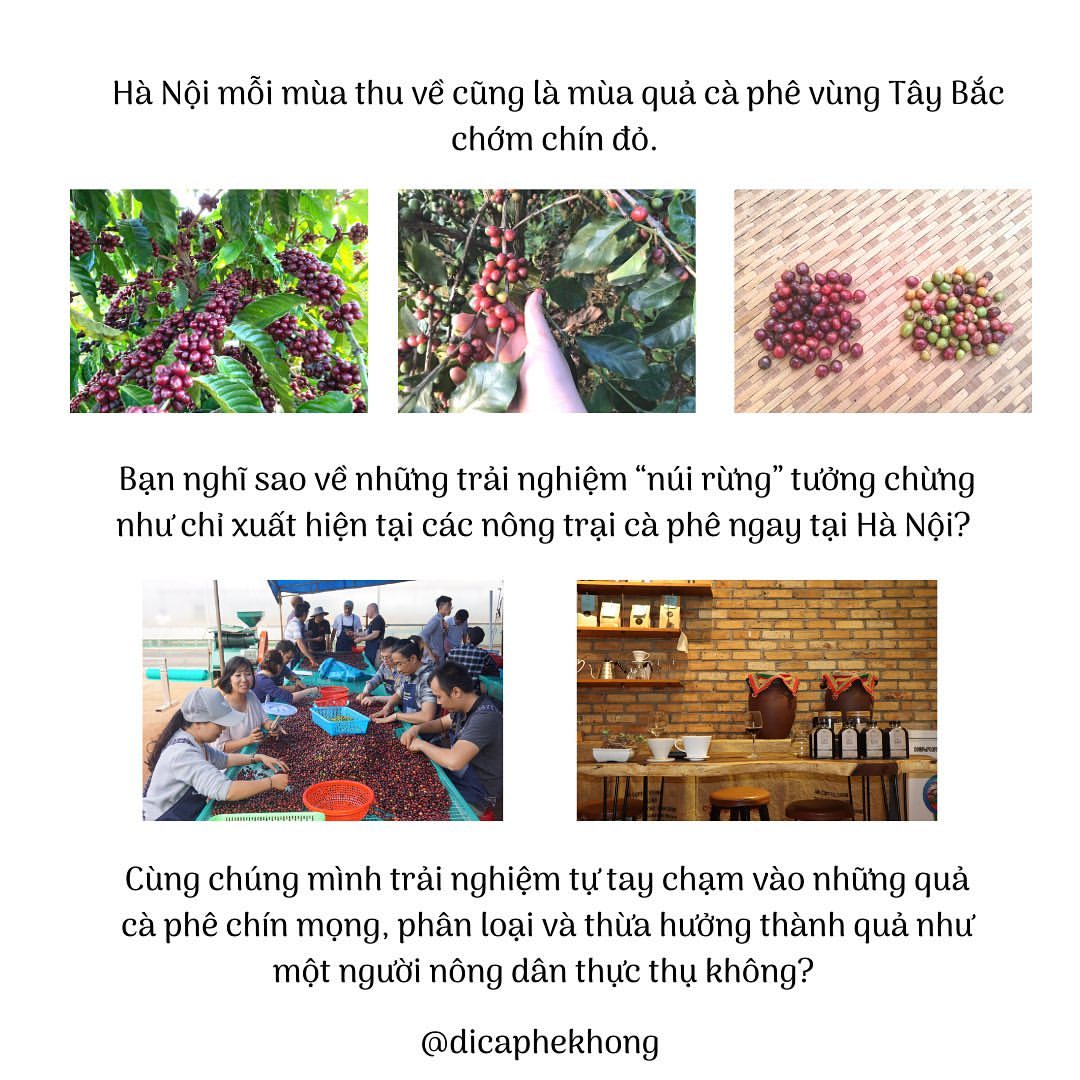 Hà Nội mỗi mùa thu về cũng là mùa quả cà phê vùng Tây Bắc
chớm chín đỏ.
Bạn nghĩ sao về những trải nghiệm “núi rừng” tưởng chừng
như chỉ xuất hiện tại các nông trại cà phê ngay tại Hà Nội?
Cùng chúng mình trải nghiệm tự tay chạm vào những quả
cà phê chín mọng, phân loại và thừa hưởng thành quả như
một người nông dân thực thụ không?
@dicaphekhong